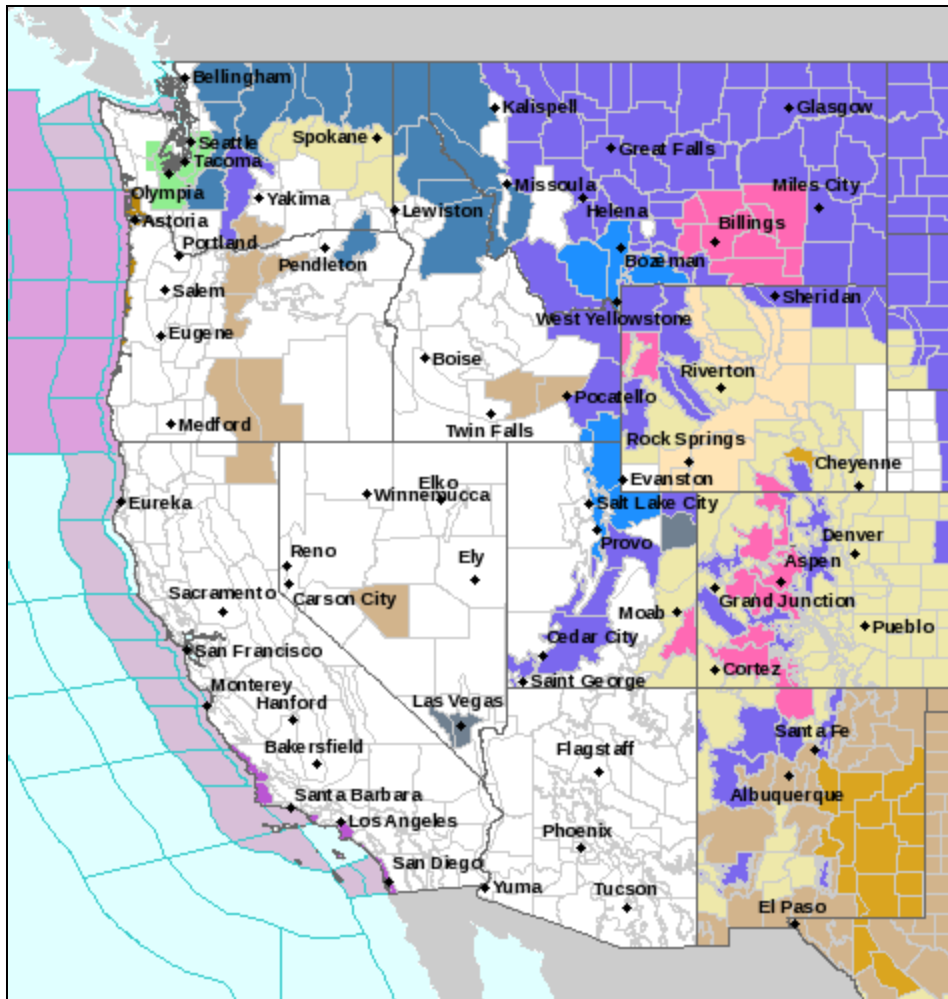 Bellingham
Kalispell
Glasgow
Seattle
Spokane
Great Falls
Tacoma
Missoula
Miles City
Olympia
Yakima
Lewiston
Helena
Astoria
Billings
Portland
Pendleton
Bozeman
Salem
Sheridan
West Yellowstone
Eugene
Boise
Riverton
Pocatello
Medford
Twin Falls
Rock Springs
Cheyenne
Elko
Evanston
Eureka
Winnemucca
Salt Lake City
Reno
Provo
Denver
Ely
Aspen
Sacramento
Carson City
Grand Junction
Moab
Pueblo
Cedar City
San Francisco
Cortez
Saint George
Monterey
Hanford
Las Vegas
Santa Fe
Bakersfield
Flagstaff
Santa Barbara
Albuquerque
Los Angeles
Phoenix
San Diego
Yuma
Tucson
El Paso